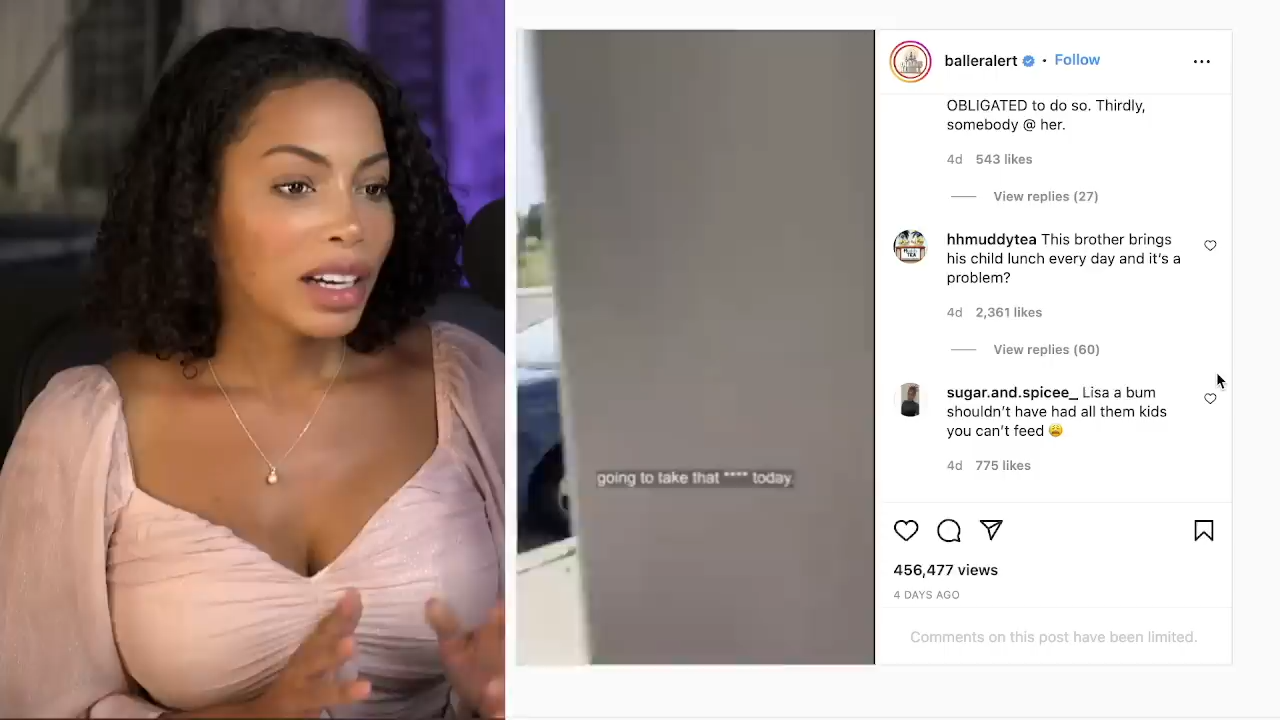 going to take that **** today.
balleralert • Follow
OBLIGATED to do so. Thirdly,
somebody @ her.
4d 543 likes
View replies (27)
hhmuddytea This brother brings
his child lunch every day and it's a
problem?
4d 2,361 likes
View replies (60)
sugar.and.spicee_ Lisa a bum
shouldn't have had all them kids
you can't feed 😩
4d 775 likes
456,477 views
4 DAYS AGO
Comments on this post have been limited.